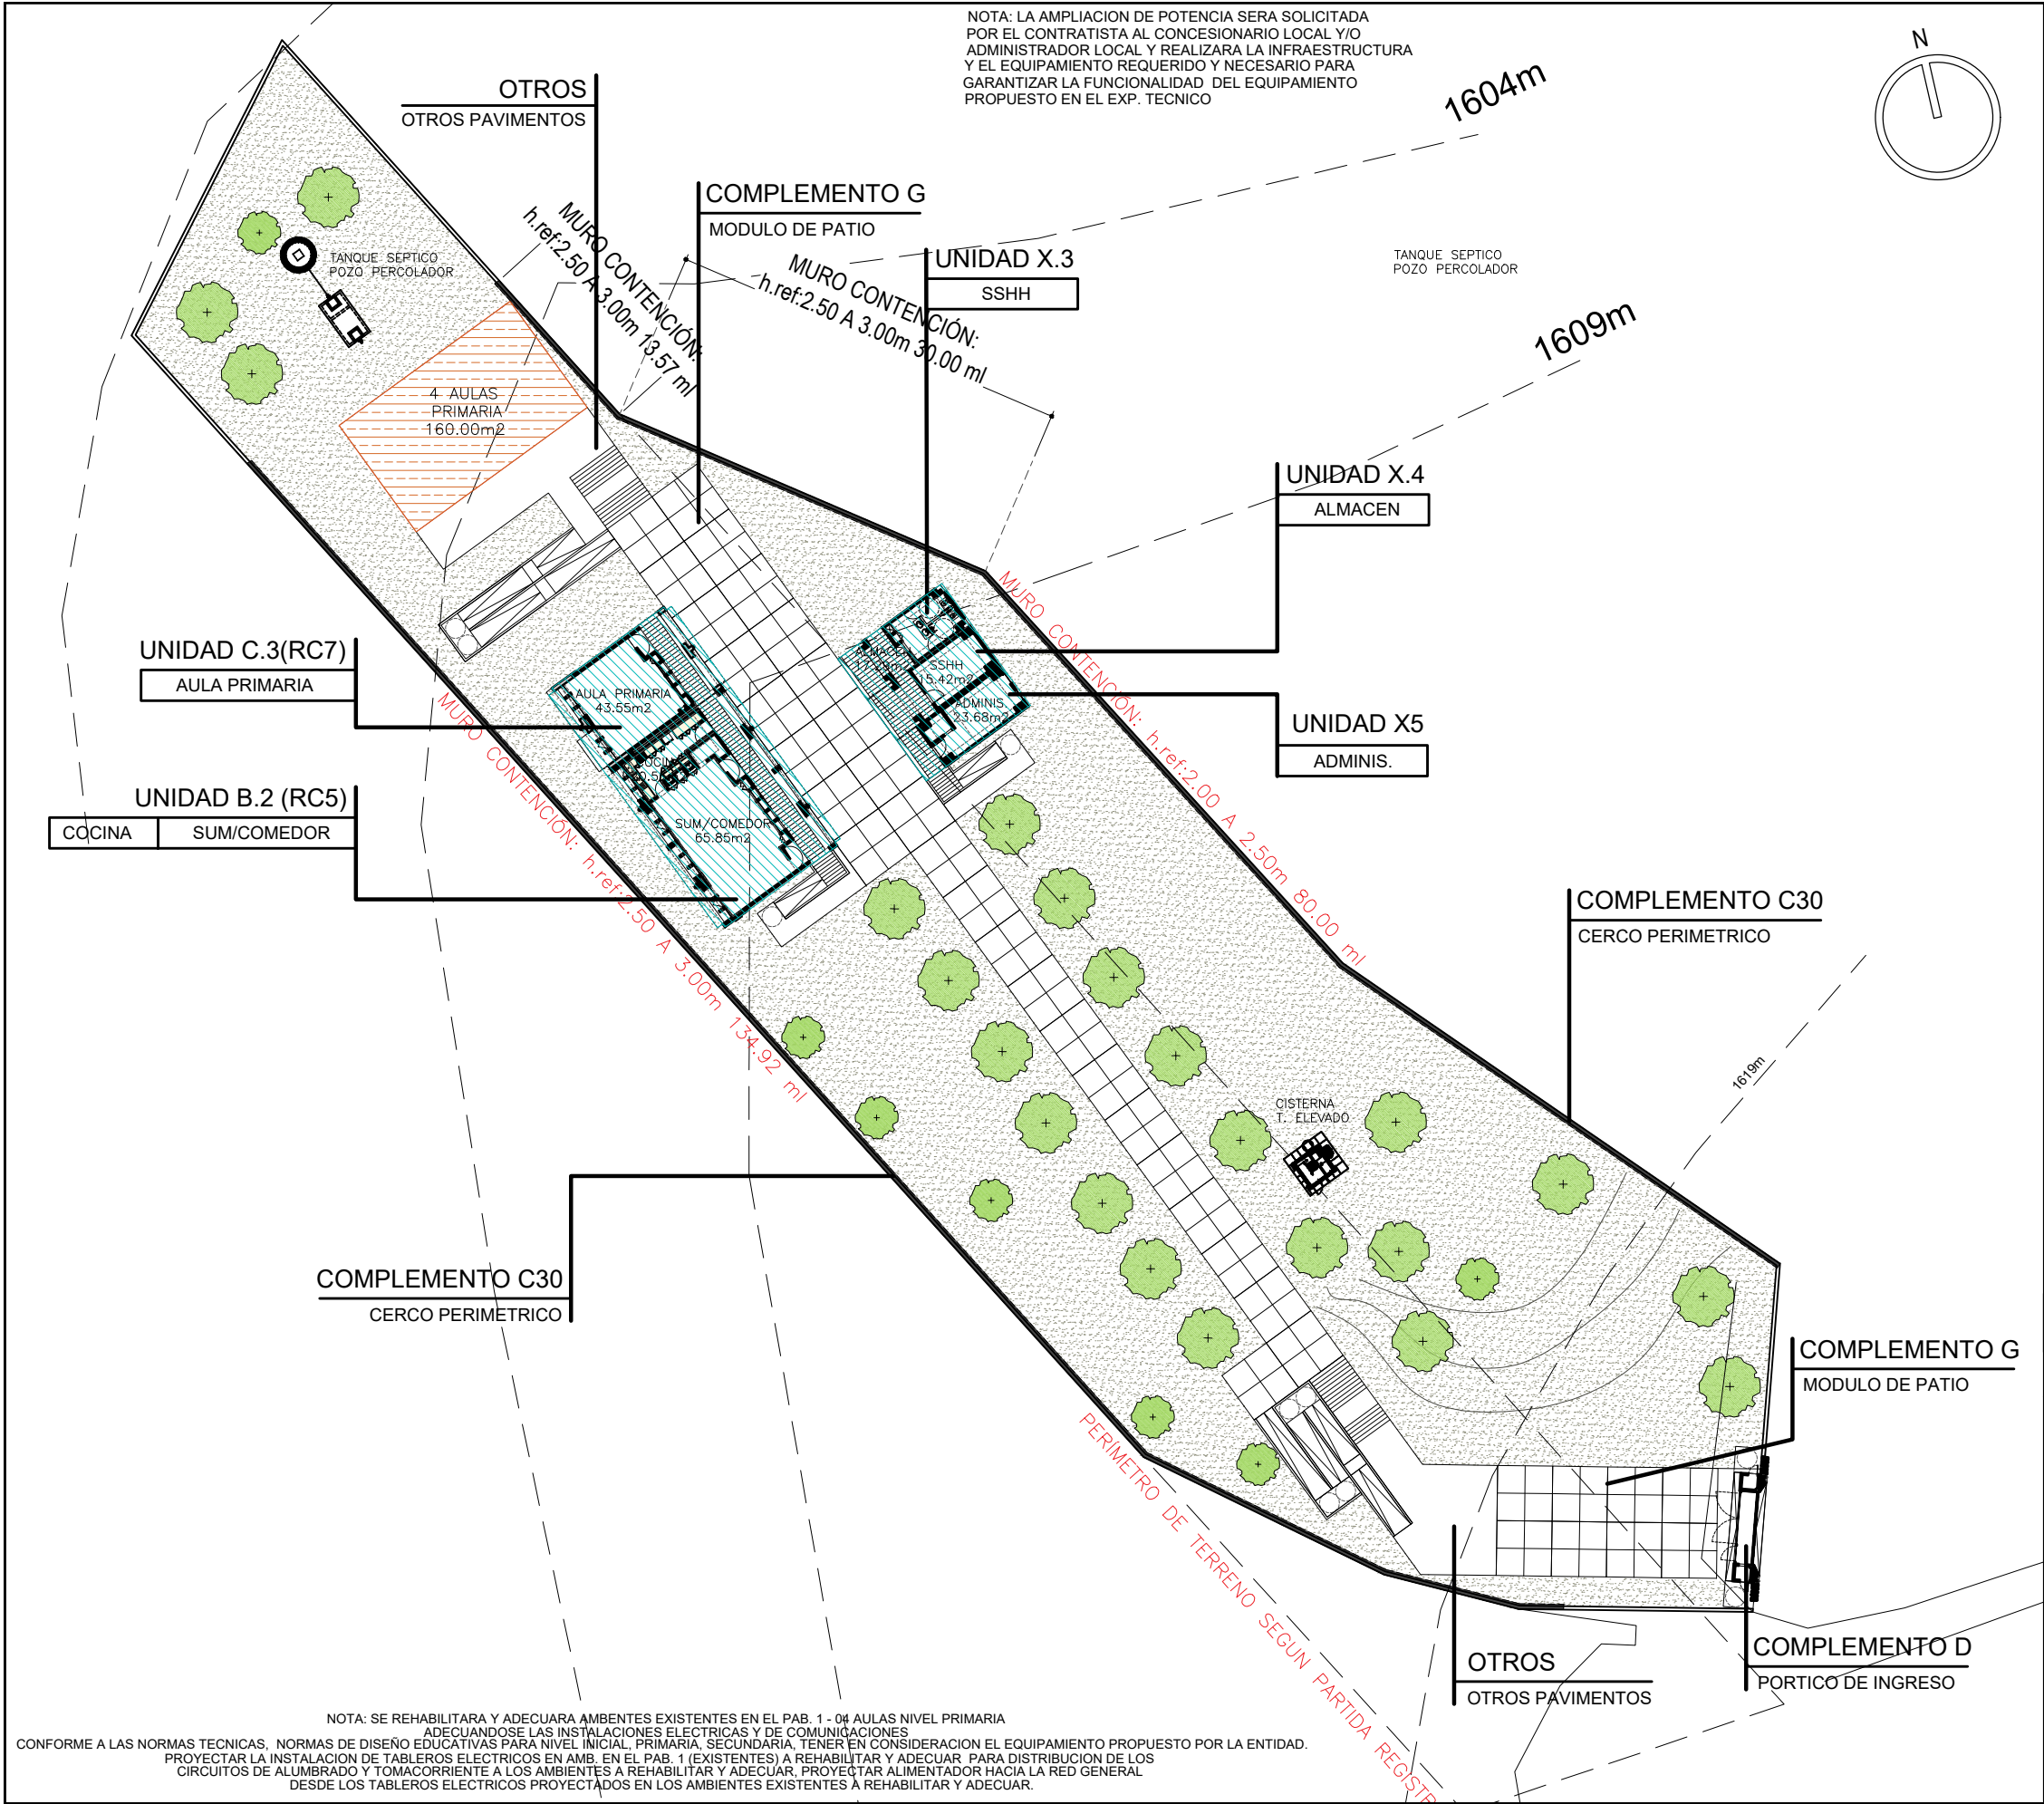 NOTA: LA AMPLIACION DE POTENCIA SERA SOLICITADA
POR EL CONTRATISTA AL CONCESIONARIO LOCAL Y/O
ADMINISTRADOR LOCAL Y REALIZARA LA INFRAESTRUCTURA
Y EL EQUIPAMIENTO REQUERIDO Y NECESARIO PARA
GARANTIZAR LA FUNCIONALIDAD DEL EQUIPAMIENTO
PROPUESTO EN EL EXP. TECNICO
N
1604m
OTROS
OTROS PAVIMENTOS
COMPLEMENTO G
MODULO DE PATIO
MURO CONTENCIÓN:
h.ref:2.50 A 3.00m 13.57 ml
MURO CONTENCIÓN:
h.ref:2.50 A 3.00m 30.00 ml
UNIDAD X.3
SSHH
TANQUE SEPTICO
POZO PERCOLADOR
TANQUE SEPTICO
POZO PERCOLADOR
1609m
4 AULAS
PRIMARIA
160.00m2
UNIDAD X.4
ALMACEN
UNIDAD C.3(RC7)
AULA PRIMARIA
AULA PRIMARIA
43.55m2
ALMACEN
17.29m2
SSHH
15.42m2
ADMINIS.
23.68m2
MURO CONTENCIÓN: h.ref:2.00 A 2.50m 80.00 ml
UNIDAD X5
ADMINIS.
UNIDAD B.2 (RC5)
COCINA
SUM/COMEDOR
SUM/COMEDOR
65.85m2
MURO CONTENCIÓN: h.ref:2.50 A 3.00m 134.92 ml
COMPLEMENTO C30
CERCO PERIMETRICO
1619m
CISTERNA
T. ELEVADO
COMPLEMENTO C30
CERCO PERIMETRICO
COMPLEMENTO G
MODULO DE PATIO
PERÍMETRO DE TERRENO SEGUN PARTIDA REGISTR
OTROS
OTROS PAVIMENTOS
COMPLEMENTO D
PORTICO DE INGRESO
NOTA: SE REHABILITARA Y ADECUARA AMBENTES EXISTENTES EN EL PAB. 1 - 04 AULAS NIVEL PRIMARIA
ADECUANDOSE LAS INSTALACIONES ELECTRICAS Y DE COMUNICACIONES
CONFORME A LAS NORMAS TECNICAS, NORMAS DE DISEÑO EDUCATIVAS PARA NIVEL INICIAL, PRIMARIA, SECUNDARIA, TENER EN CONSIDERACION EL EQUIPAMIENTO PROPUESTO POR LA ENTIDAD.
PROYECTAR LA INSTALACION DE TABLEROS ELECTRICOS EN AMB. EN EL PAB. 1 (EXISTENTES) A REHABILITAR Y ADECUAR PARA DISTRIBUCION DE LOS
CIRCUITOS DE ALUMBRADO Y TOMACORRIENTE A LOS AMBIENTES A REHABILITAR Y ADECUAR, PROYECTAR ALIMENTADOR HACIA LA RED GENERAL
DESDE LOS TABLEROS ELECTRICOS PROYECTADOS EN LOS AMBIENTES EXISTENTES A REHABILITAR Y ADECUAR.